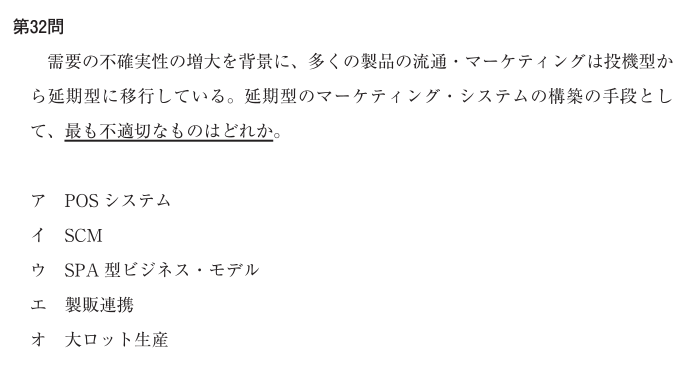 第32問
需要の不確実性の増大を背景に、多くの製品の流通・マーケティングは投機型か
ら延期型に移行している。延期型のマーケティング・システムの構築の手段とし
て、最も不適切なものはどれか。
ア POS システム
イ SCM
ウ SPA 型ビジネス・モデル
エ 製販連携
オ 大ロット生産